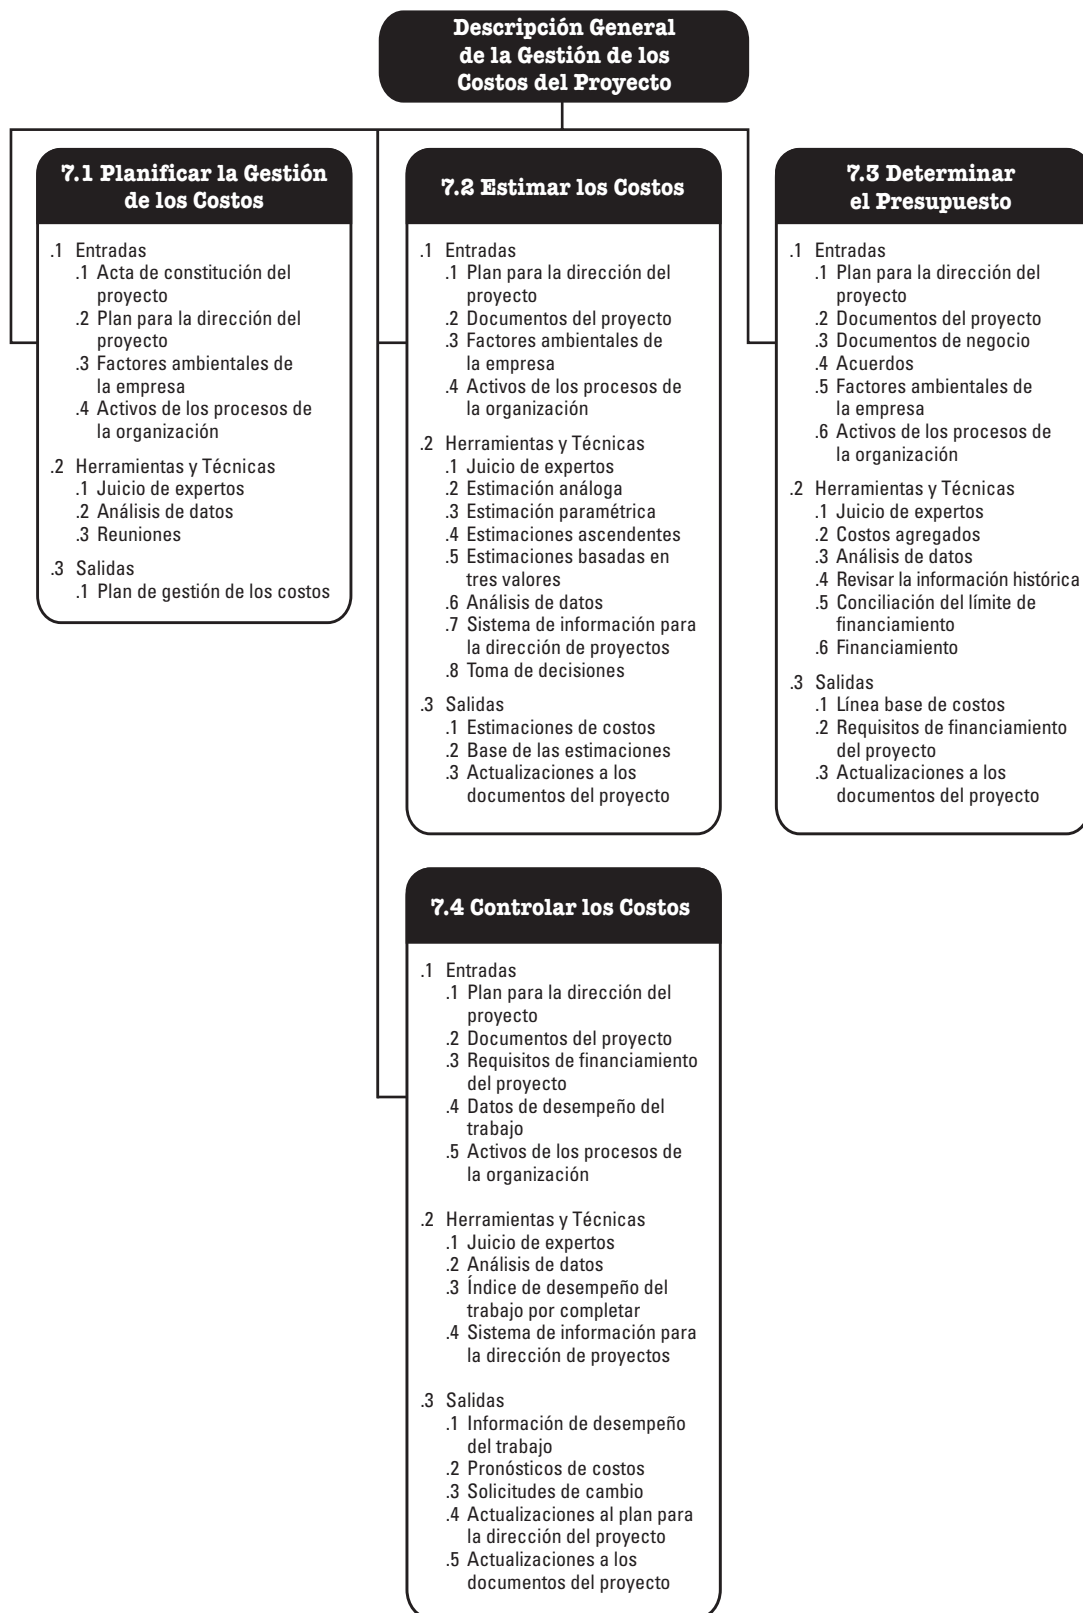 Descripción General
de la Gestión de los
Costos del Proyecto
7.1 Planificar la Gestión
de los Costos
.1 Entradas
.1 Acta de constitución del
proyecto
.2 Plan para la dirección del
proyecto
.3 Factores ambientales de
la empresa
.4 Activos de los procesos de
la organización
.2 Herramientas y Técnicas
.1 Juicio de expertos
.2 Análisis de datos
.3 Reuniones
.3 Salidas
.1 Plan de gestión de los costos
7.2 Estimar los Costos
.1 Entradas
.1 Plan para la dirección del
proyecto
.2 Documentos del proyecto
.3 Factores ambientales de
la empresa
.4 Activos de los procesos de
la organización
.2 Herramientas y Técnicas
.1 Juicio de expertos
.2 Estimación análoga
.3 Estimación paramétrica
.4 Estimaciones ascendentes
.5 Estimaciones basadas en
tres valores
.6 Análisis de datos
.7 Sistema de información para
la dirección de proyectos
.8 Toma de decisiones
.3 Salidas
.1 Estimaciones de costos
.2 Base de las estimaciones
.3 Actualizaciones a los
documentos del proyecto
7.3 Determinar
el Presupuesto
.1 Entradas
.1 Plan para la dirección del
proyecto
.2 Documentos del proyecto
.3 Documentos de negocio
.4 Acuerdos
.5 Factores ambientales de
la empresa
.6 Activos de los procesos de
la organización
.2 Herramientas y Técnicas
.1 Juicio de expertos
.2 Costos agregados
.3 Análisis de datos
.4 Revisar la información histórica
.5 Conciliación del límite de
financiamiento
.6 Financiamiento
.3 Salidas
.1 Línea base de costos
.2 Requisitos de financiamiento
del proyecto
.3 Actualizaciones a los
documentos del proyecto
7.4 Controlar los Costos
.1 Entradas
.1 Plan para la dirección del
proyecto
.2 Documentos del proyecto
.3 Requisitos de financiamiento
del proyecto
.4 Datos de desempeño del
trabajo
.5 Activos de los procesos de
la organización
.2 Herramientas y Técnicas
.1 Juicio de expertos
.2 Análisis de datos
.3 Índice de desempeño del
trabajo por completar
.4 Sistema de información para
la dirección de proyectos
.3 Salidas
.1 Información de desempeño
del trabajo
.2 Pronósticos de costos
.3 Solicitudes de cambio
.4 Actualizaciones al plan para
la dirección del proyecto
.5 Actualizaciones a los
documentos del proyecto